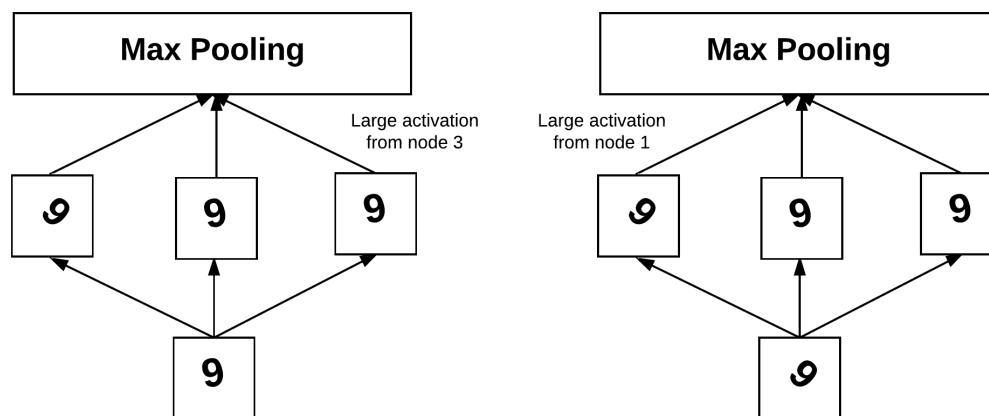 Max Pooling
Large activation
from node 3
9
9
9
9
Max Pooling
Large activation
from node 1
9
9
9
9